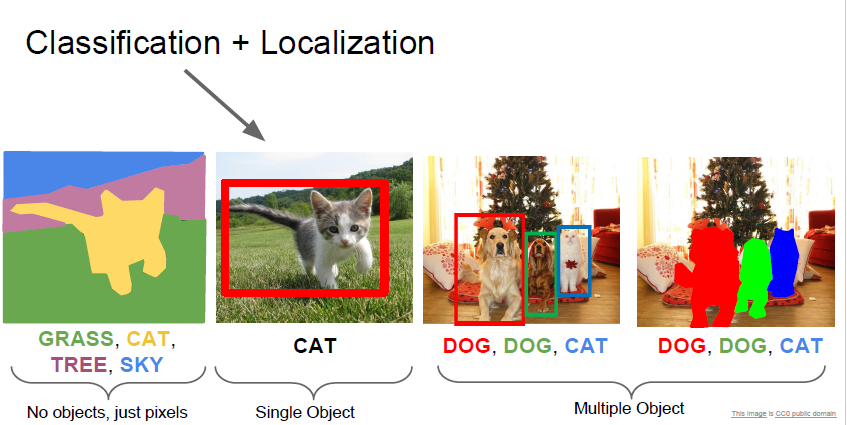 Classification + Localization
GRASS, CAT,
TREE, SKY
CAT
DOG, DOG, CAT
DOG, DOG, CAT
No objects, just pixels
Single Object
Multiple Object
This image is CC0 public domain